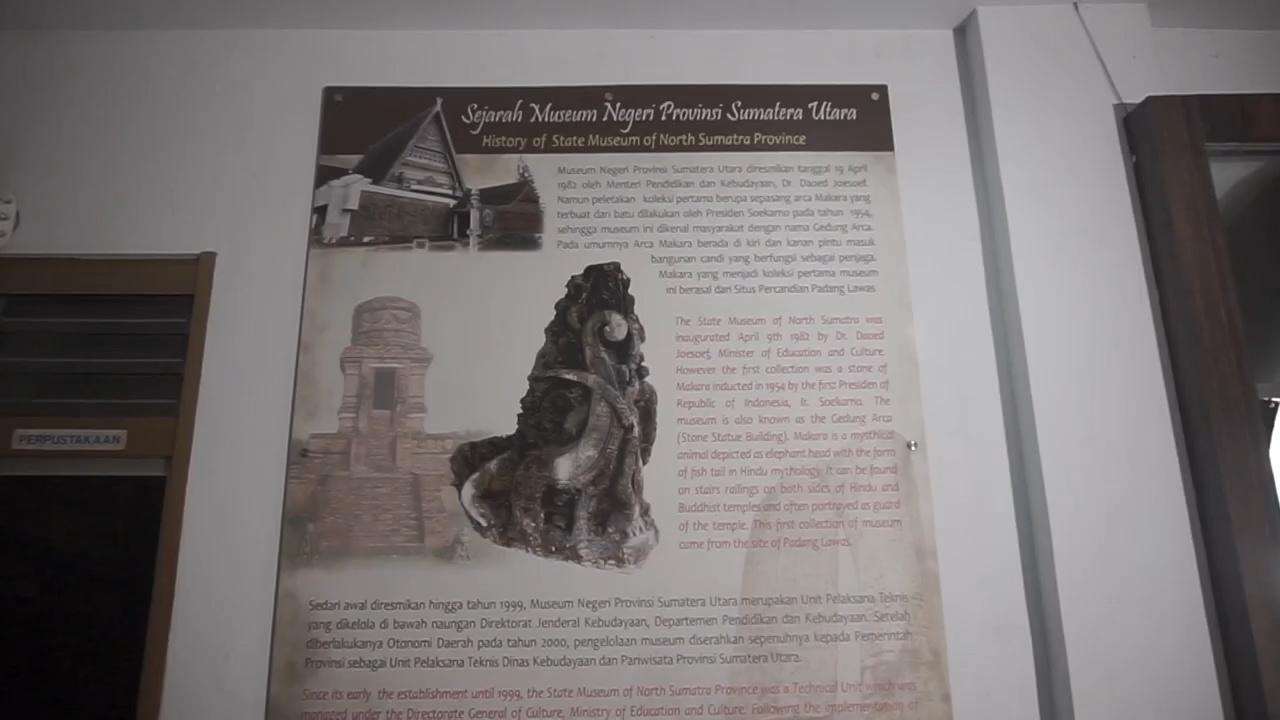 Sejarah Museum Negeri Provinsi Sumatera Utara
History of State Museum of North Sumatra Province
Museum Negeri Provinsi Sumatera Utara diresmikan tanggal 19 April
1982 oleh Menteri Pendidikan dan Kebudayaan, Dr. Daoed Joesoef.
Namun peletakan koleksi pertama berupa sepasang arca Makara yang
terbuat dari batu dilakukan oleh Presiden Soekarno pada tahun 1954,
sehingga museum ini dikenal masyarakat dengan nama Gedung Arca.
Pada umumnya Arca Makara berada di kiri dan kanan pintu masuk
bangunan candi yang berfungsi sebagai penjaga.
Makara yang menjadi koleksi pertama museum
ini berasal dari Situs Percandian Padang Lawas
The State Museum of North Sumatra was
inaugurated April 9th 1982 by Dr. Daoed
Joesoef, Minister of Education and Culture.
However the first collection was a stone of
Makara inducted in 1954 by the first Presiden of
Republic of Indonesia, Ir. Soekarno. The
museum is also known as the Gedung Arca
(Stone Statue Building). Makara is a mythical
animal depicted as elephant head with the form
of fish tail in Hindu mythology. It can be found
on stairs railings on both sides of Hindu and
Buddhist temples and often portrayed as guard
of the temple. This first collection of museum
came from the site of Padang Lawas.
PERPUSTAKAAN
Sedari awal diresmikan hingga tahun 1999, Museum Negeri Provinsi Sumatera Utara merupakan Unit Pelaksana Teknis
yang dikelola di bawah naungan Direktorat Jenderal Kebudayaan, Departemen Pendidikan dan Kebudayaan. Setelah
diberlakukanya Otonomi Daerah pada tahun 2000, pengelolaan museum diserahkan sepenuhnya kepada Pemerintah
Provinsi sebagai Unit Pelaksana Teknis Dinas Kebudayaan dan Pariwisata Provinsi Sumatera Utara.
Since its early the establishment until 1999, the State Museum of North Sumatra Province was a Technical Unit which was
managed under the Directorate General of Culture, Ministry of Education and Culture. Following the implementation of